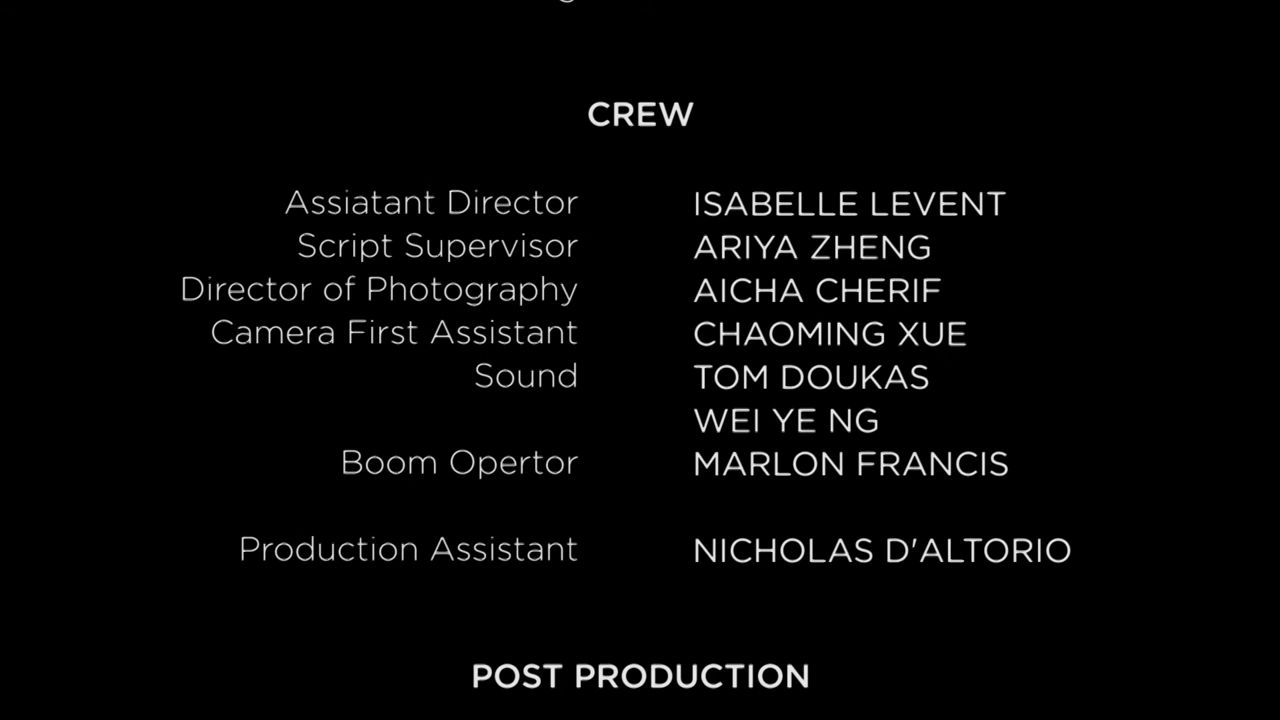 CREW
Assiatant Director ISABELLE LEVENT
Script Supervisor ARIYA ZHENG
Director of Photography AICHA CHERIF
Camera First Assistant CHAOMING XUE
Sound TOM DOUKAS
WEI YE NG
Boom Opertor MARLON FRANCIS
Production Assistant NICHOLAS D'ALTORIO
POST PRODUCTION